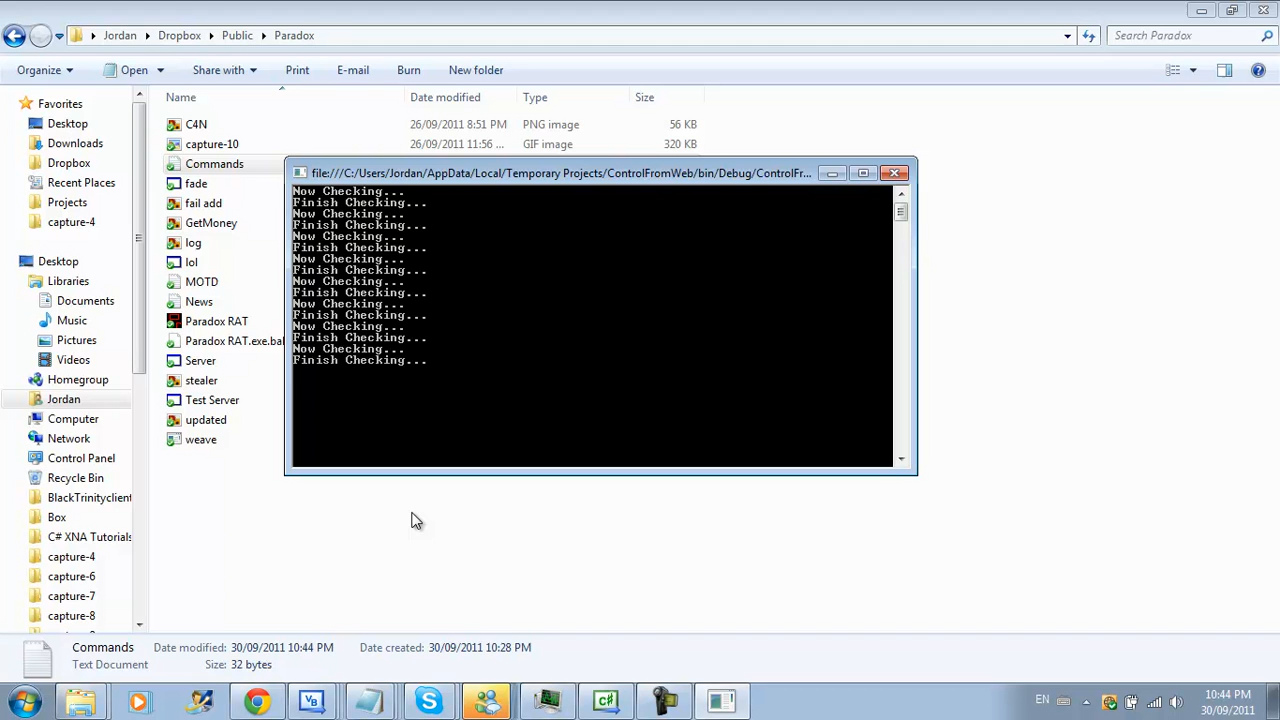 Jordan Dropbox Public Paradox
Search Paradox
Organize Open Share with Print E-mail Burn New folder
Name Date modified Type Size
Favorites
Desktop
Downloads
Dropbox
Recent Places
Projects
capture-4
Desktop
Libraries
Documents
Music
Pictures
Videos
Homegroup
Jordan
Computer
Network
Control Panel
Recycle Bin
BlackTrinityclient
Box
C# XNA Tutorials
capture-4
capture-6
capture-7
capture-8
C4N 26/09/2011 8:51 PM PNG image 56 KB
capture-10 26/09/2011 11:56 ... GIF image 320 KB
Commands
fade
fail add
GetMoney
log
lol
MOTD
News
Paradox RAT
Paradox RAT.exe.bal
Server
stealer
Test Server
updated
weave
file:///C:/Users/Jordan/AppData/Local/Temporary Projects/ControlFromWeb/bin/Debug/ControlFr...
Now Checking...
Finish Checking...
Now Checking...
Finish Checking...
Now Checking...
Finish Checking...
Now Checking...
Finish Checking...
Now Checking...
Finish Checking...
Now Checking...
Finish Checking...
Now Checking...
Finish Checking...
Now Checking...
Finish Checking...
Commands Date modified: 30/09/2011 10:44 PM Date created: 30/09/2011 10:28 PM
Text Document Size: 32 bytes
EN
10:44 PM
30/09/2011